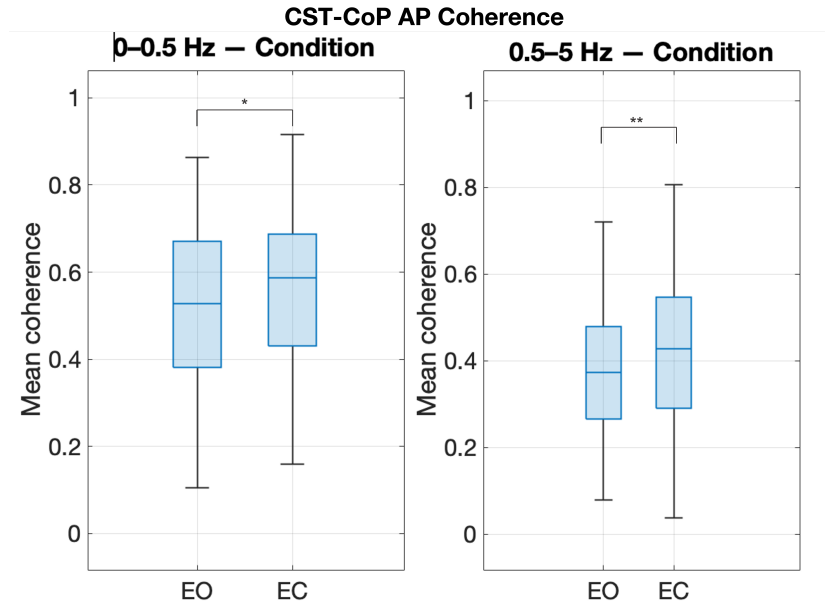 CST-CoP AP Coherence
0–0.5 Hz — Condition
Mean coherence
1
0.8
0.6
0.4
0.2
0
*
EO EC
0.5–5 Hz — Condition
Mean coherence
1
0.8
0.6
0.4
0.2
0
**
EO EC